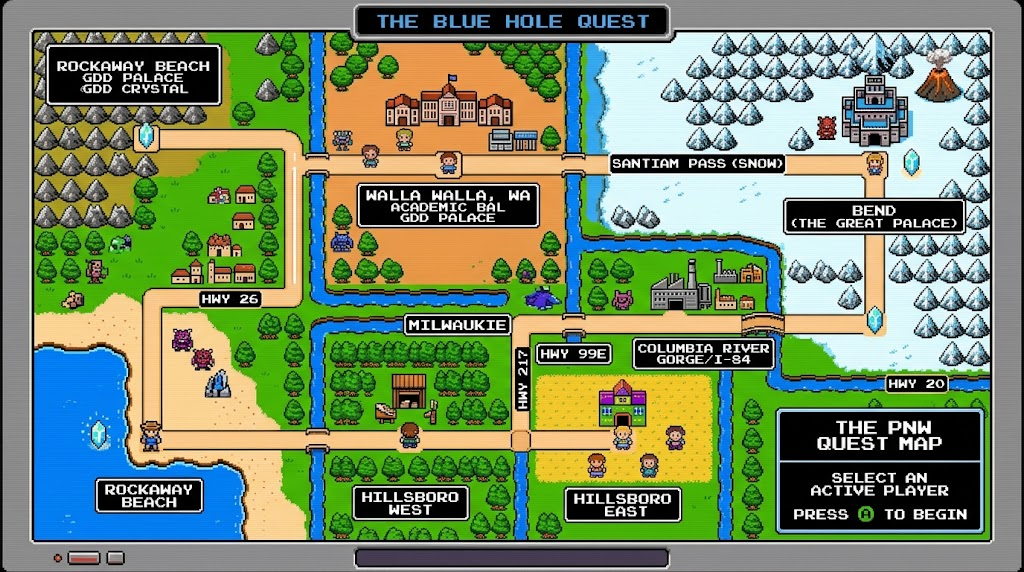 THE BLUE HOLE QUEST
ROCKAWAY BEACH
GDD PALACE
GDD CRYSTAL
SANTIAM PASS (SNOW)
WALLA WALLA, WA
ACADEMIC BAL
GDD PALACE
BEND
(THE GREAT PALACE)
HWY 26
MILWAUKIE
HWY 217
HWY 99E
COLUMBIA RIVER
GORGE/I-84
HWY 20
ROCKAWAY
BEACH
HILLSBORO
WEST
HILLSBORO
EAST
THE PNW
QUEST MAP
SELECT AN
ACTIVE PLAYER
PRESS A TO BEGIN